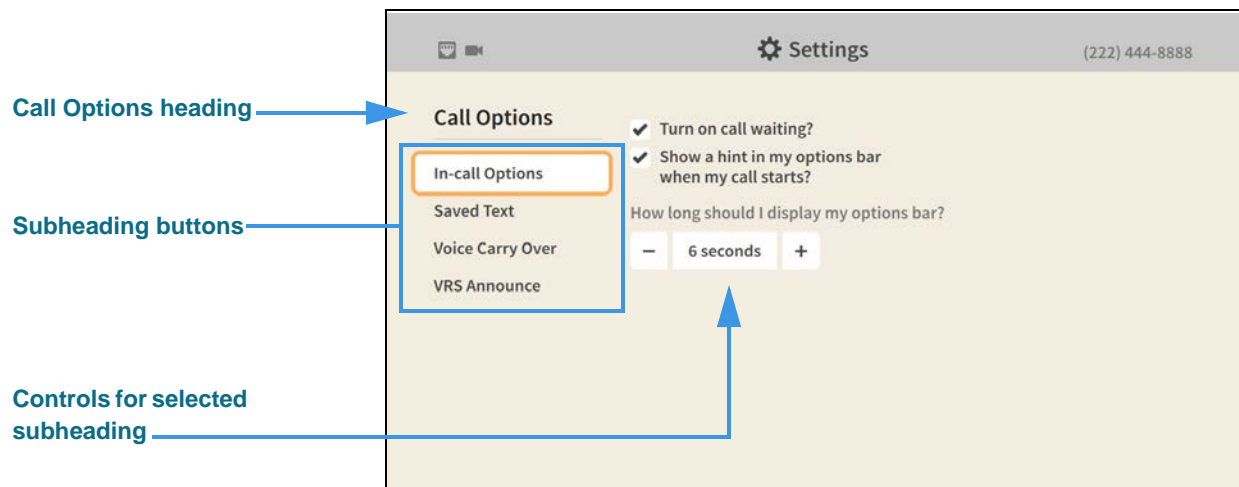 Settings
(222) 444-8888
Call Options heading
Call Options
Turn on call waiting?
Show a hint in my options bar
when my call starts?
In-call Options
Saved Text
How long should I display my options bar?
Subheading buttons
Voice Carry Over
− 6 seconds +
VRS Announce
Controls for selected
subheading